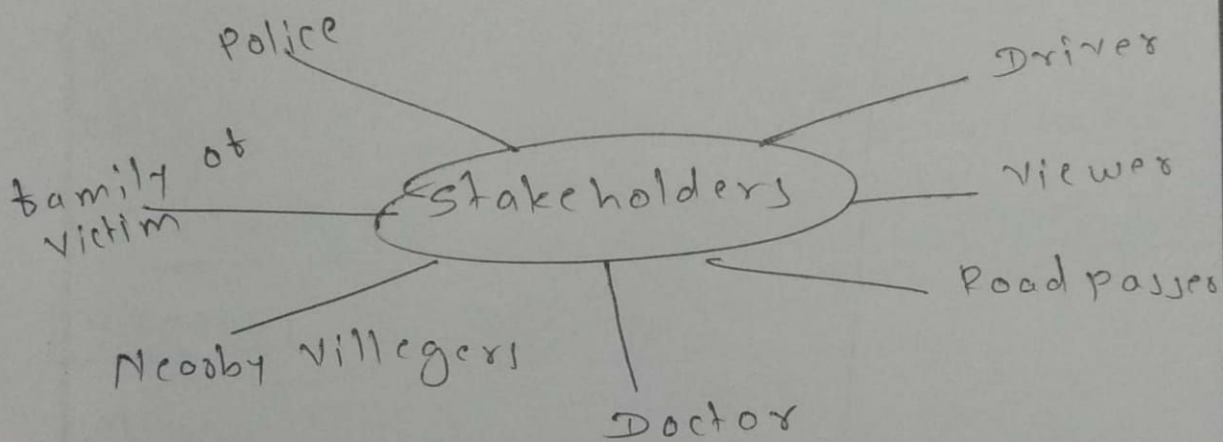 Police
Driver
family of
victim
Stakeholders
Viewer
Road passer
Nearby Villegers
Doctor